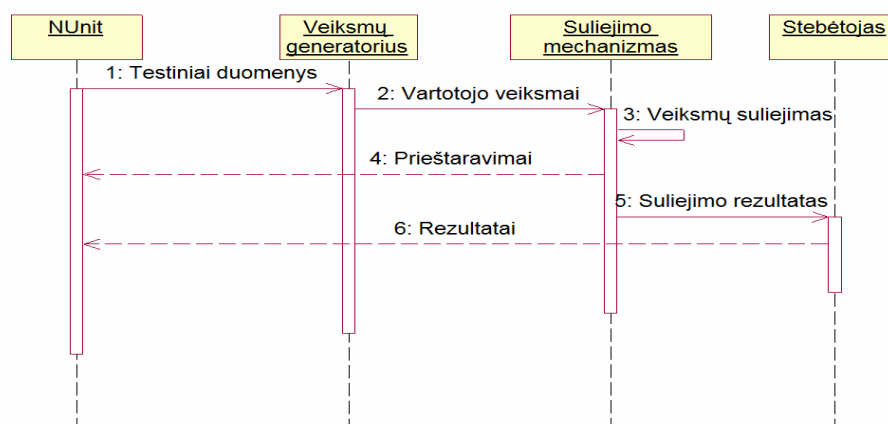 NUnit
Veiksmų
generatorius
Suliejimo
mechanizmas
Stebėtojas
1: Testiniai duomenys
2: Vartotojo veiksmai
3: Veiksmų suliejimas
4: Prieštaravimai
5: Suliejimo rezultatas
6: Rezultatai